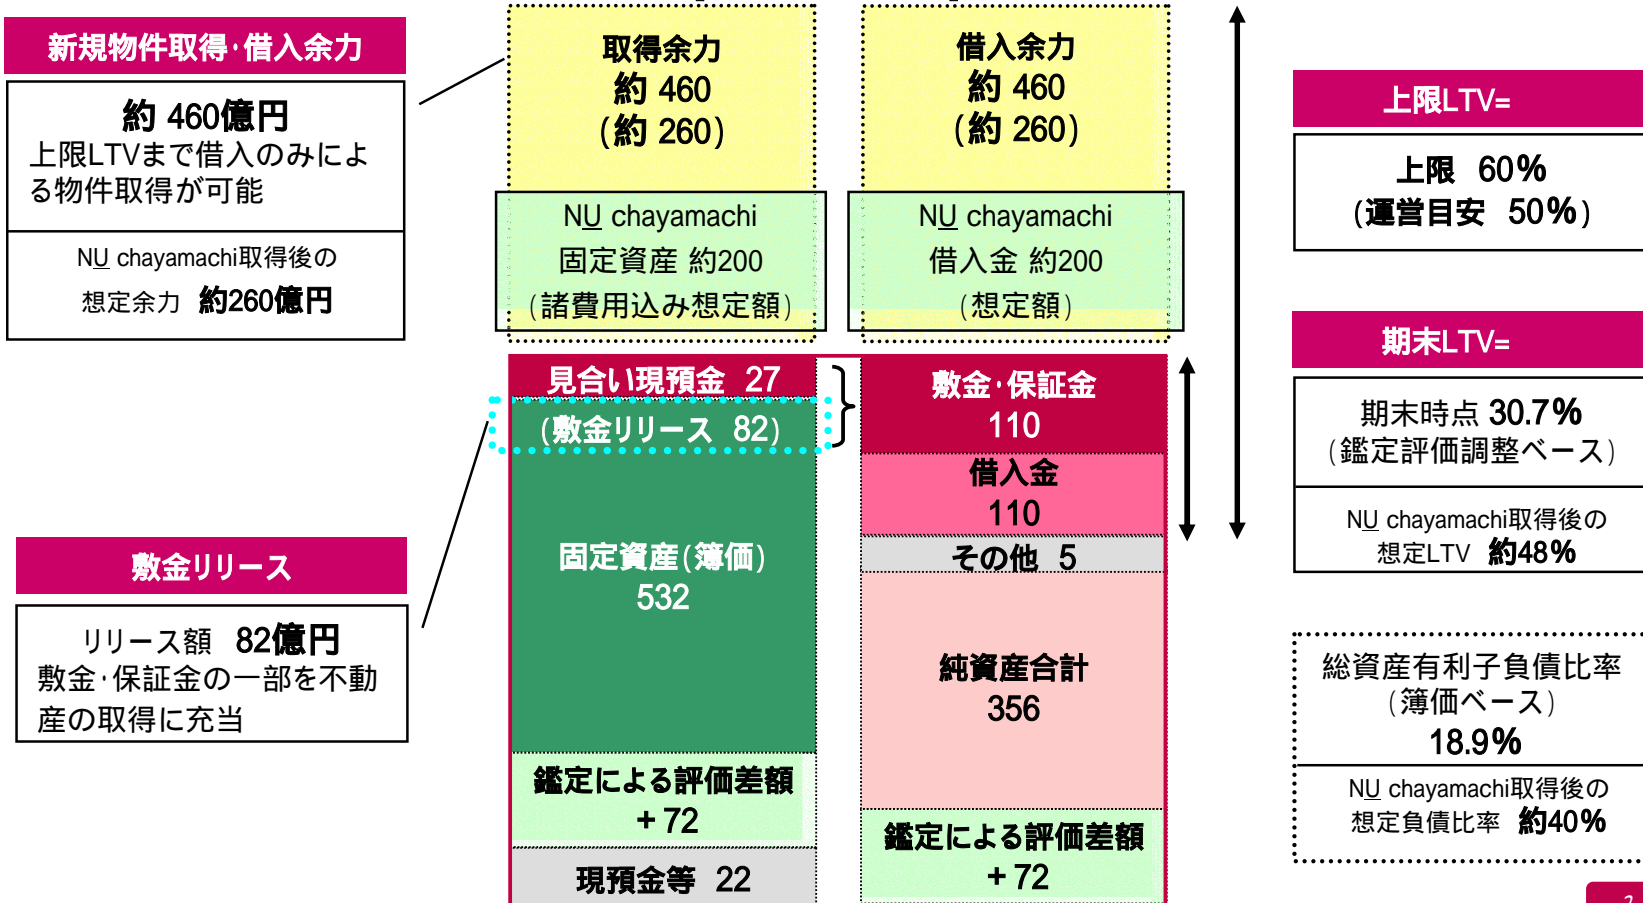 新規物件取得･借入余力
約 460億円
上限LTVまで借入のみによ
る物件取得が可能
NU chayamachi取得後の
想定余力 約260億円
敷金リリース
リリース額 82億円
敷金･保証金の一部を不動
産の取得に充当
取得余力
約 460
(約 260)
NU chayamachi
固定資産 約200
(諸費用込み想定額)
見合い現預金 27
(敷金リリース 82)
固定資産(簿価)
532
鑑定による評価差額
+72
現預金等 22
借入余力
約 460
(約 260)
NU chayamachi
借入金 約200
(想定額)
敷金･保証金
110
借入金
110
その他 5
純資産合計
356
鑑定による評価差額
+72
上限LTV=
上限 60%
(運営目安 50%)
期末LTV=
期末時点 30.7%
(鑑定評価調整ベース)
NU chayamachi取得後の
想定LTV 約48%
総資産有利子負債比率
(簿価ベース)
18.9%
NU chayamachi取得後の
想定負債比率 約40%